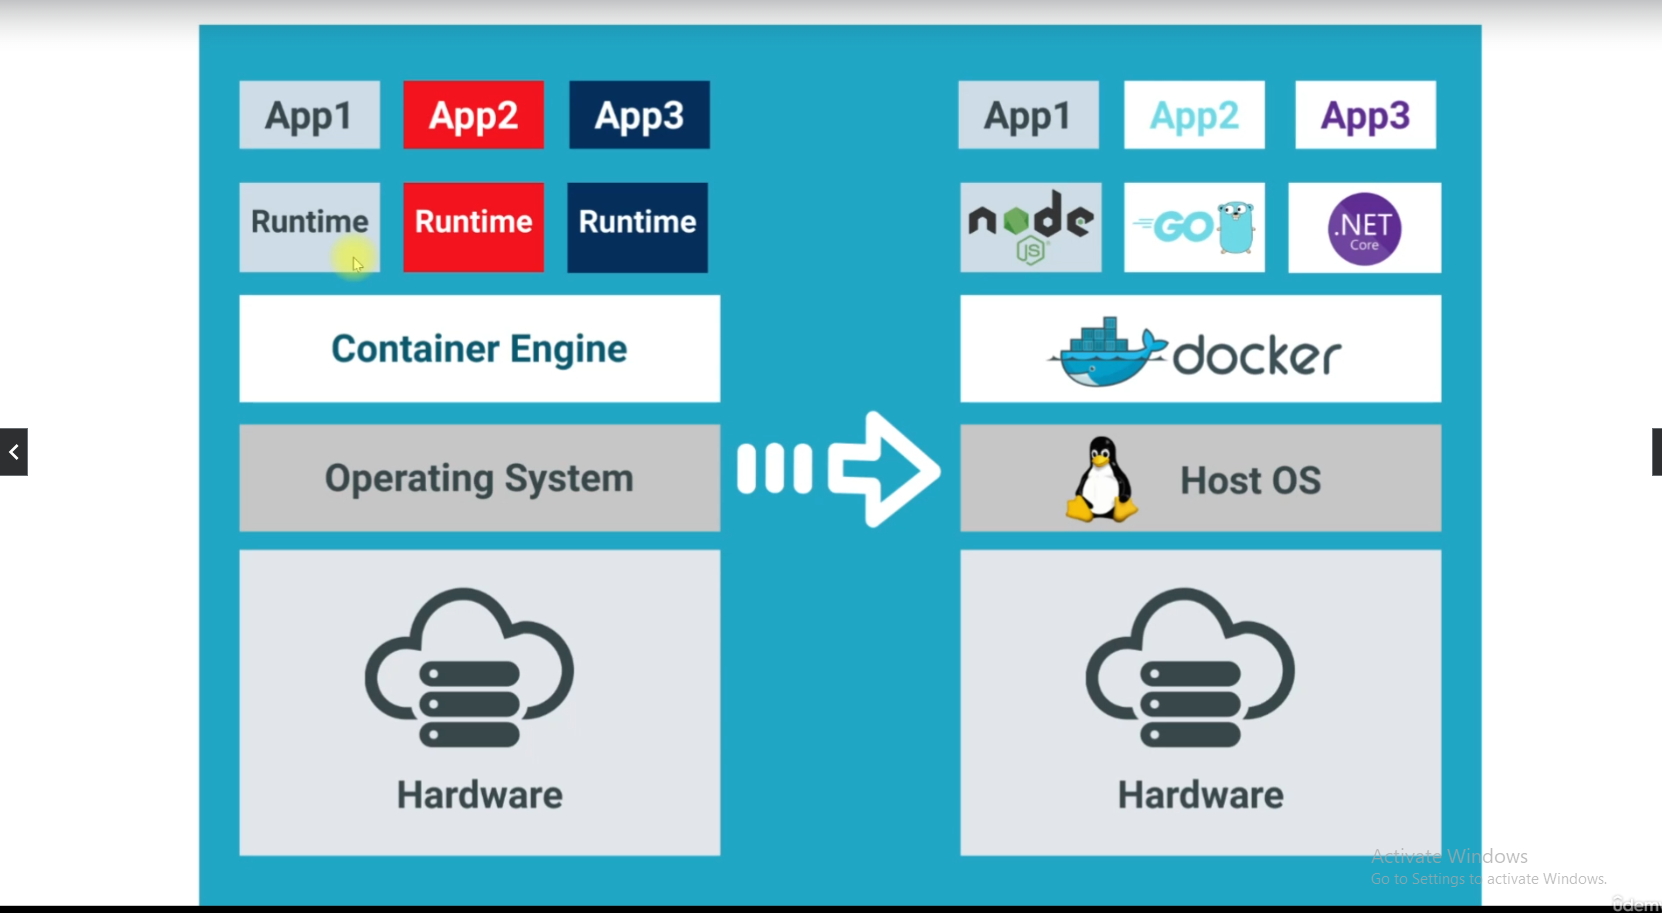 App1 App2 App3
Runtime Runtime Runtime
Container Engine
Operating System
Hardware
App1 App2 App3
node
JS
GO
.NET
Core
docker
Host OS
Hardware
Activate Windows
Go to Settings to activate Windows.